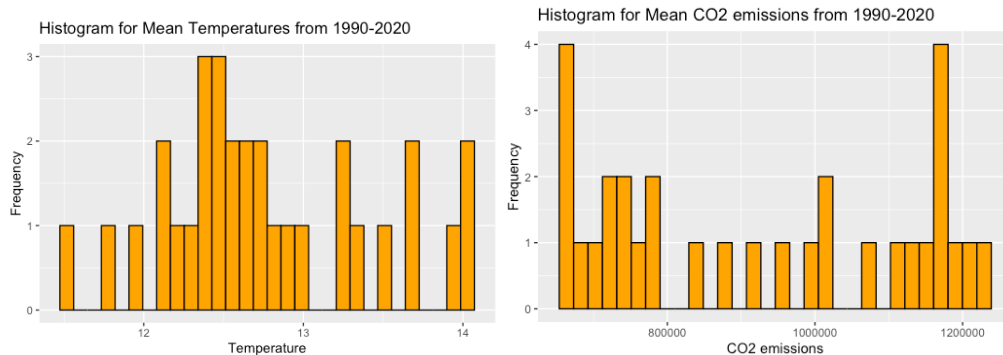 Histogram for Mean Temperatures from 1990-2020
3
2
1
0
Frequency
12
13
14
Temperature
Histogram for Mean CO2 emissions from 1990-2020
4
3
2
1
0
Frequency
800000
1000000
1200000
CO2 emissions